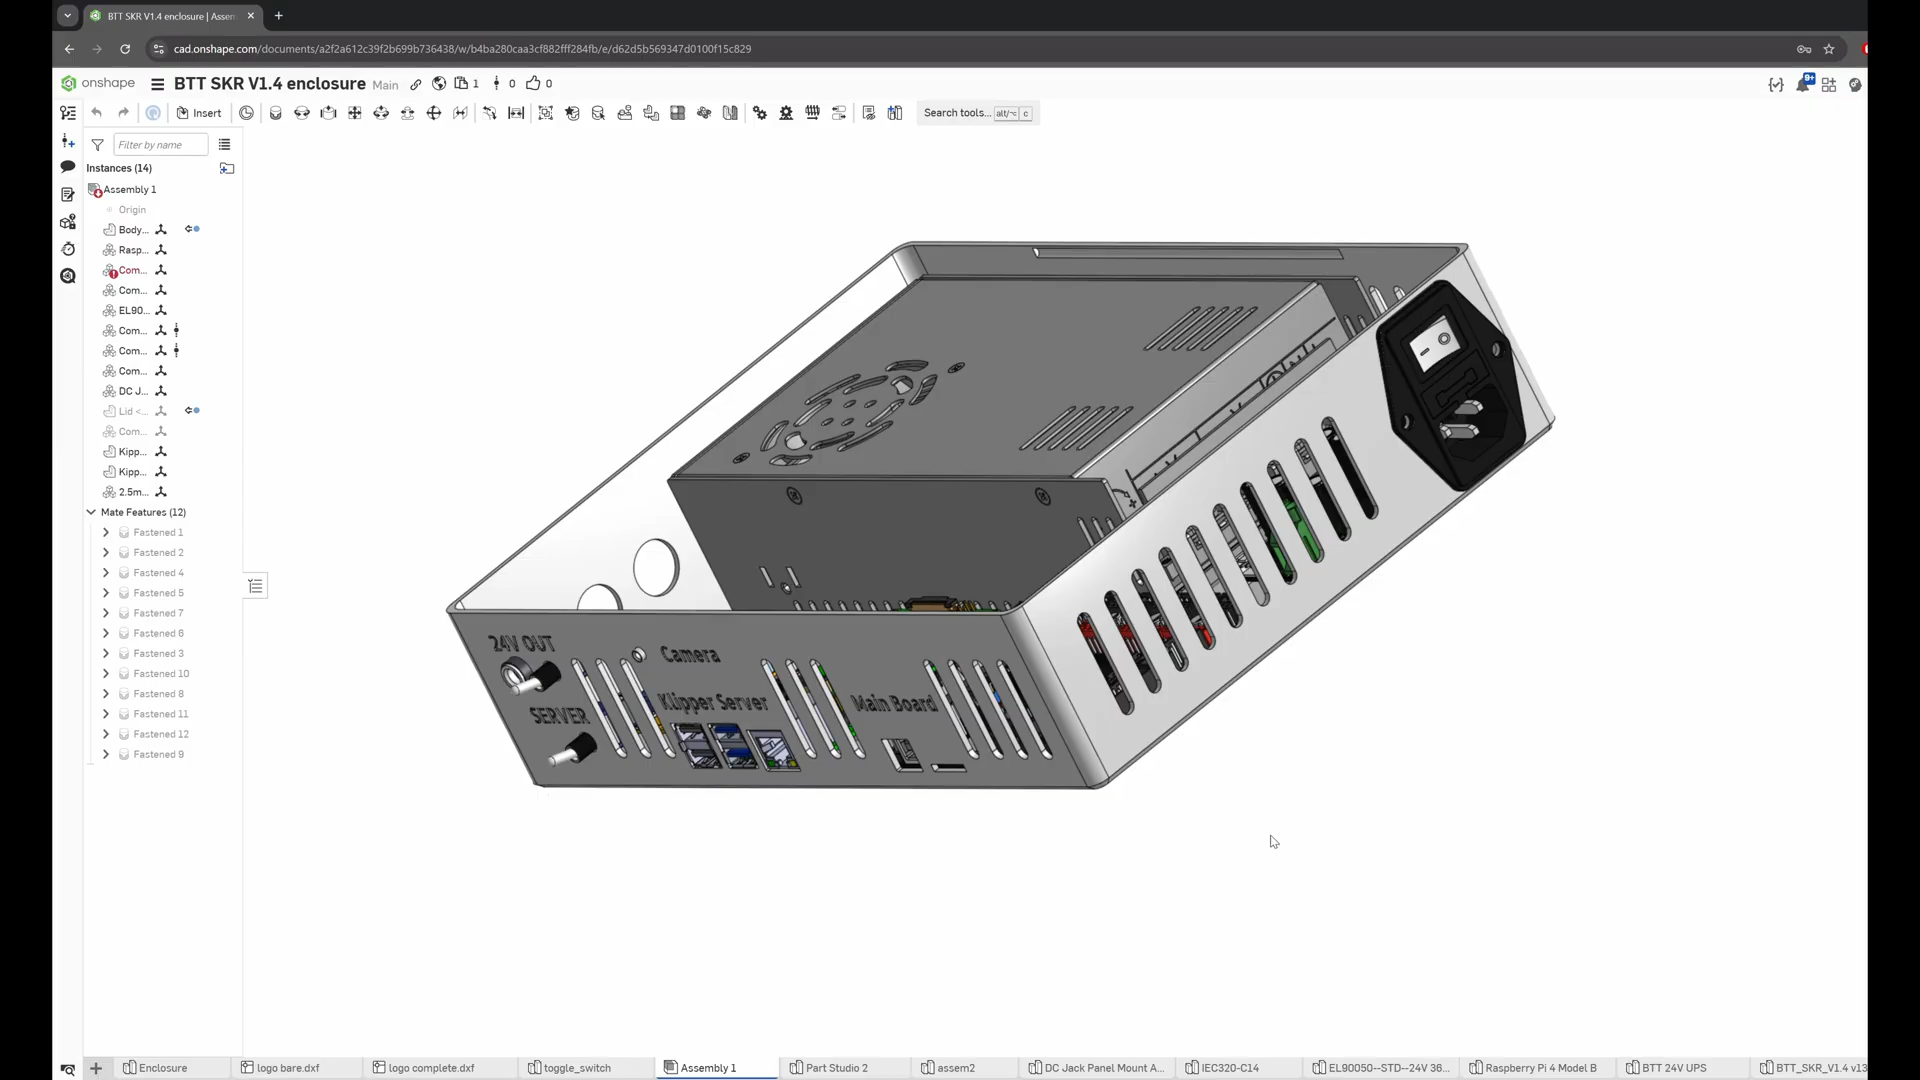 BTT SKR V1.4 enclosure | Assem
cad.onshape.com/documents/a2f2a612c39f2b699b736438/w/b4ba280caa3cf882fff284fb/e/d62d5b569347d0100f15c829
onshape BTT SKR V1.4 enclosure Main 1 0 0
9+
Insert Search tools... alt/⌥ c
Filter by name
Instances (14)
Assembly 1
Origin
Body...
Rasp...
Com...
Com...
EL90...
Com...
Com...
Com...
DC J...
Lid <...
Com...
Kipp...
Kipp...
2.5m...
Mate Features (12)
Fastened 1
Fastened 2
Fastened 4
Fastened 5
Fastened 7
Fastened 6
Fastened 3
Fastened 10
Fastened 8
Fastened 11
Fastened 12
Fastened 9
24V OUT
Camera
Klipper Server
Main Board
SERVER
Enclosure
logo bare.dxf
logo complete.dxf
toggle_switch
Assembly 1
Part Studio 2
assem2
DC Jack Panel Mount A...
IEC320-C14
EL90050--STD--24V 36...
Raspberry Pi 4 Model B
BTT 24V UPS
BTT_SKR_V1.4 v13